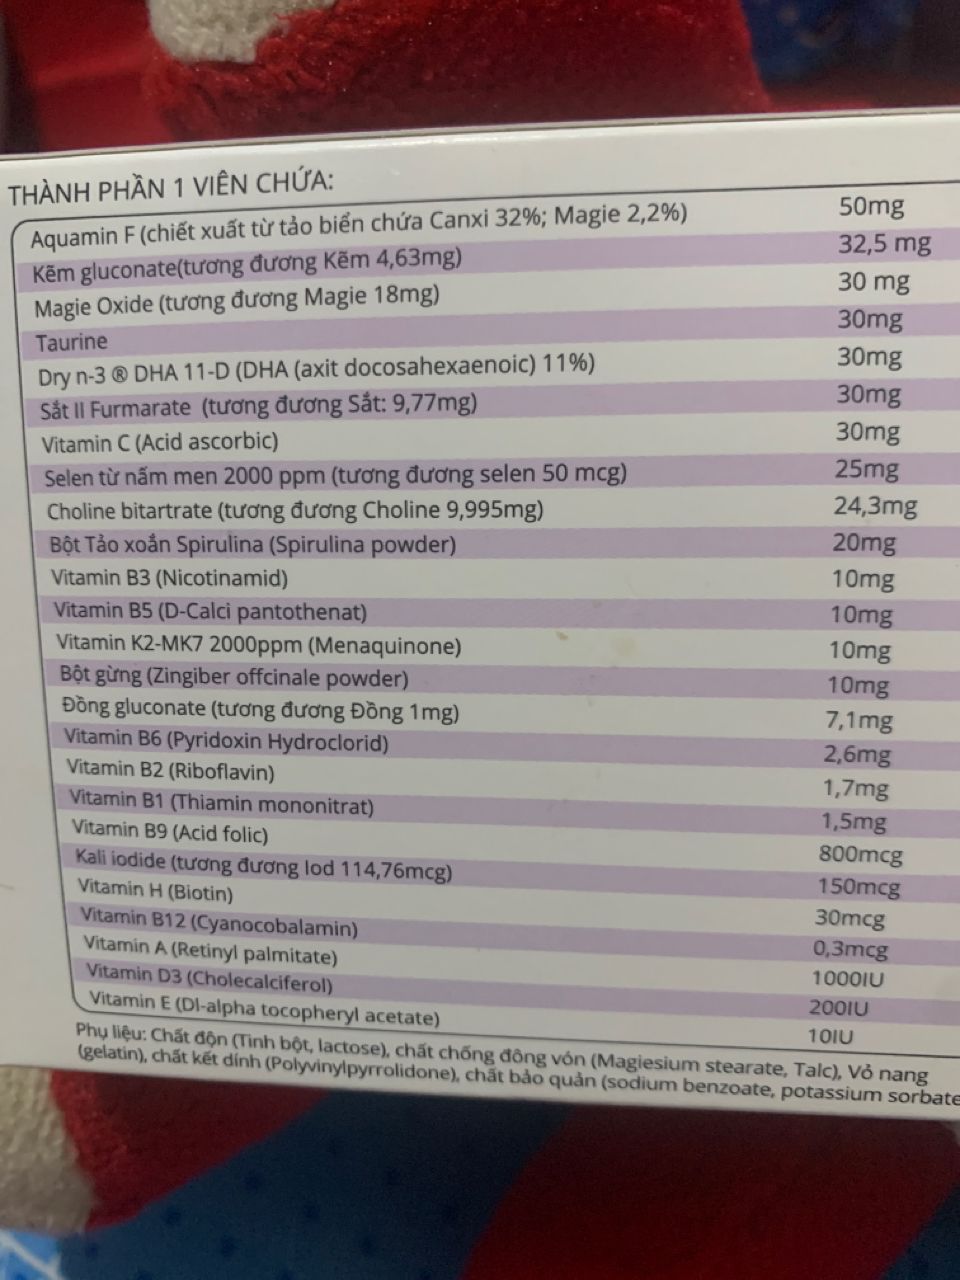 THÀNH PHẦN 1 VIÊN CHỨA:
Aquamin F (chiết xuất từ tảo biển chứa Canxi 32%; Magie 2,2%) 50mg
Kẽm gluconate(tương đương Kẽm 4,63mg) 32,5 mg
Magie Oxide (tương đương Magie 18mg) 30 mg
Taurine 30mg
Dry n-3 ® DHA 11-D (DHA (axit docosahexaenoic) 11%) 30mg
Sắt II Furmarate (tương đương Sắt: 9,77mg) 30mg
Vitamin C (Acid ascorbic) 30mg
Selen từ nấm men 2000 ppm (tương đương selen 50 mcg) 25mg
Choline bitartrate (tương đương Choline 9,995mg) 24,3mg
Bột Tảo xoắn Spirulina (Spirulina powder) 20mg
Vitamin B3 (Nicotinamid) 10mg
Vitamin B5 (D-Calci pantothenat) 10mg
Vitamin K2-MK7 2000ppm (Menaquinone) 10mg
Bột gừng (Zingiber offcinale powder) 10mg
Đồng gluconate (tương đương Đồng 1mg) 7,1mg
Vitamin B6 (Pyridoxin Hydroclorid) 2,6mg
Vitamin B2 (Riboflavin) 1,7mg
Vitamin B1 (Thiamin mononitrat) 1,5mg
Vitamin B9 (Acid folic) 800mcg
Kali iodide (tương đương Iod 114,76mcg) 150mcg
Vitamin H (Biotin) 30mcg
Vitamin B12 (Cyanocobalamin) 0,3mcg
Vitamin A (Retinyl palmitate) 1000IU
Vitamin D3 (Cholecalciferol) 200IU
Vitamin E (Dl-alpha tocopheryl acetate) 10IU
Phụ liệu: Chất độn (Tinh bột, lactose), chất chống đông vón (Magiesium stearate, Talc), Vỏ nang
(gelatin), chất kết dính (Polyvinylpyrrolidone), chất bảo quản (sodium benzoate, potassium sorbate